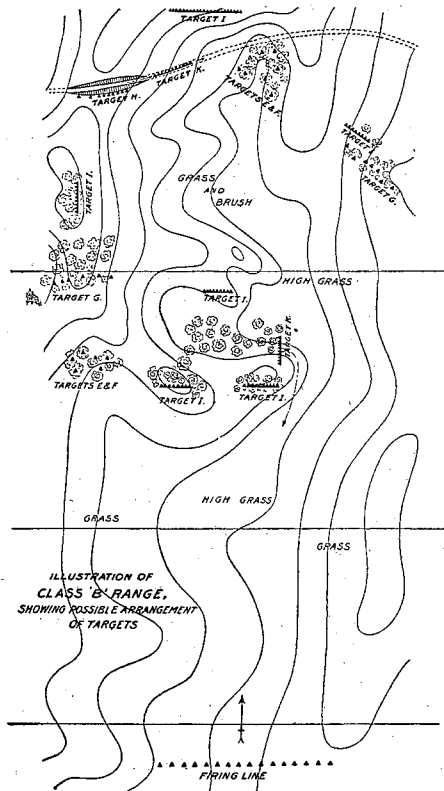 TARGET I
TARGET K.
TARGET H.
TARGETS E&F.
TARGET I.
TARGET G.
GRASS
AND
BRUSH
TARGET G.
HIGH GRASS
TARGET I.
TARGET K.
TARGETS E&F
TARGET I.
TARGET I.
HIGH GRASS
GRASS
GRASS
ILLUSTRATION OF
CLASS 'B' RANGE,
SHOWING POSSIBLE ARRANGEMENT
OF TARGETS
FIRING LINE